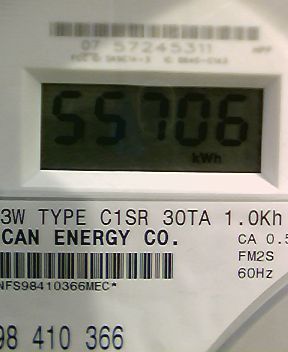 07 57245311
55706
kWh
3W TYPE C1SR 30TA 1.0Kh
CAN ENERGY CO.
CA 0.5
FM2S
60Hz
NFS98410366MEC*
98 410 366